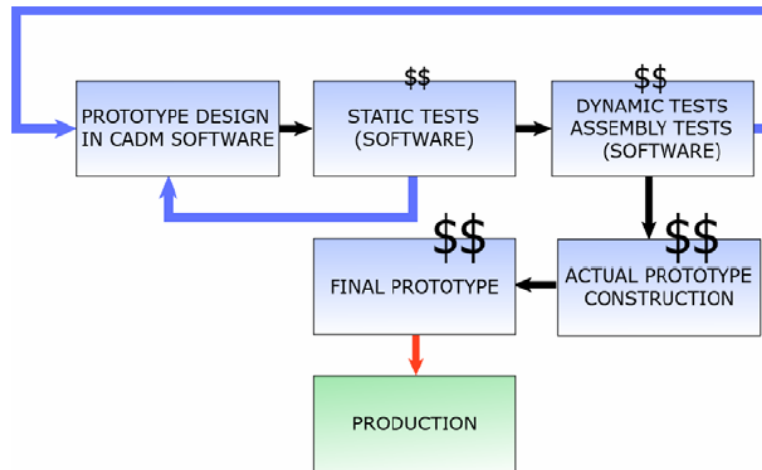 $$
$$
PROTOTYPE DESIGN
IN CADM SOFTWARE
STATIC TESTS
(SOFTWARE)
DYNAMIC TESTS
ASSEMBLY TESTS
(SOFTWARE)
$$
$$
FINAL PROTOTYPE
ACTUAL PROTOTYPE
CONSTRUCTION
PRODUCTION